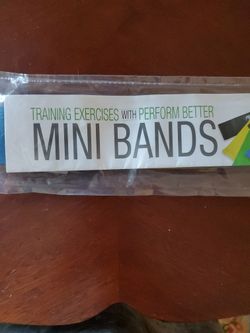 TRAINING EXERCISES WITH PERFORM BETTER
MINI BANDS